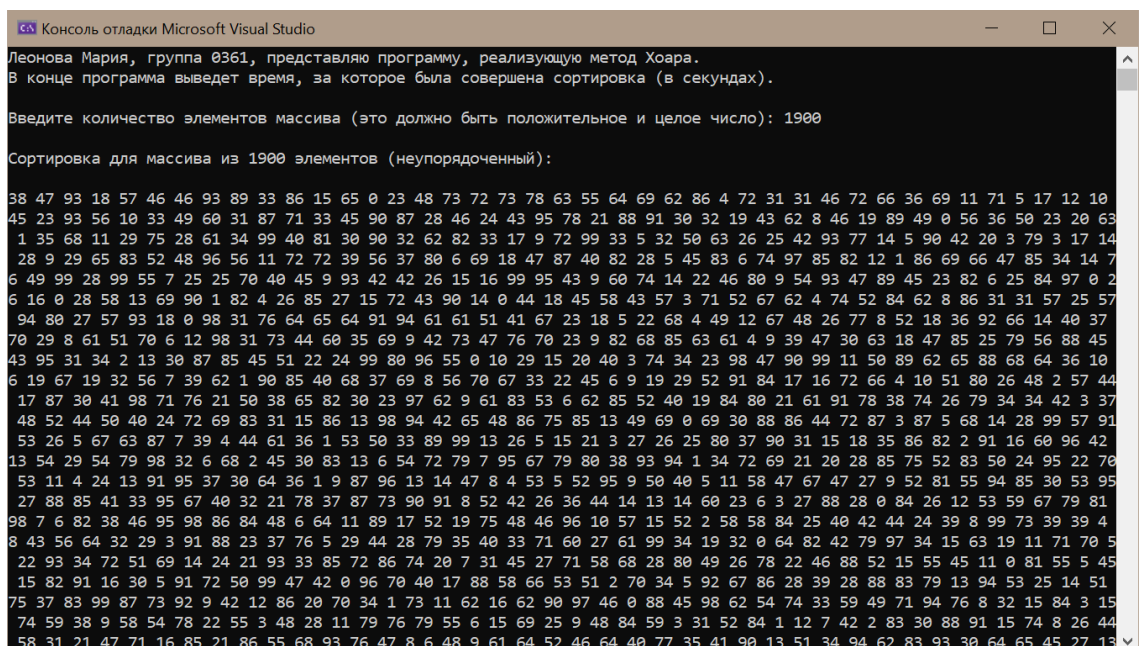 Консоль отладки Microsoft Visual Studio
Леонова Мария, группа 0361, представляю программу, реализующую метод Хоара.
В конце программа выведет время, за которое была совершена сортировка (в секундах).
Введите количество элементов массива (это должно быть положительное и целое число): 1900
Сортировка для массива из 1900 элементов (неупорядоченный):
38 47 93 18 57 46 46 93 89 33 86 15 65 0 23 48 73 72 73 78 63 55 64 69 62 86 4 72 31 31 46 72 66 36 69 11 71 5 17 12 10
45 23 93 56 10 33 49 60 31 87 71 33 45 90 87 28 46 24 43 95 78 21 88 91 30 32 19 43 62 8 46 19 89 49 0 56 36 50 23 20 63
1 35 68 11 29 75 28 61 34 99 40 81 30 90 32 62 82 33 17 9 72 99 33 5 32 50 63 26 25 42 93 77 14 5 90 42 20 3 79 3 17 14
28 9 29 65 83 52 48 96 56 11 72 72 39 56 37 80 6 69 18 47 87 40 82 28 5 45 83 6 74 97 85 82 12 1 86 69 66 47 85 34 14 7
6 49 99 28 99 55 7 25 25 70 40 45 9 93 42 42 26 15 16 99 95 43 9 60 74 14 22 46 80 9 54 93 47 89 45 23 82 6 25 84 97 0 2
6 16 0 28 58 13 69 90 1 82 4 26 85 27 15 72 43 90 14 0 44 18 45 58 43 57 3 71 52 67 62 4 74 52 84 62 8 86 31 31 57 25 57
94 80 27 57 93 18 0 98 31 76 64 65 64 91 94 61 61 51 41 67 23 18 5 22 68 4 49 12 67 48 26 77 8 52 18 36 92 66 14 40 37
70 29 8 61 51 70 6 12 98 31 73 44 60 35 69 9 42 73 47 76 70 23 9 82 68 85 63 61 4 9 39 47 30 63 18 47 85 25 79 56 88 45
43 95 31 34 2 13 30 87 85 45 51 22 24 99 80 96 55 0 10 29 15 20 40 3 74 34 23 98 47 90 99 11 50 89 62 65 88 68 64 36 10
6 19 67 19 32 56 7 39 62 1 90 85 40 68 37 69 8 56 70 67 33 22 45 6 9 19 29 52 91 84 17 16 72 66 4 10 51 80 26 48 2 57 44
17 87 30 41 98 71 76 21 50 38 65 82 30 23 97 62 9 61 83 53 6 62 85 52 40 19 84 80 21 61 91 78 38 74 26 79 34 34 42 3 37
48 52 44 50 40 24 72 69 83 31 15 86 13 98 94 42 65 48 86 75 85 13 49 69 0 69 30 88 86 44 72 87 3 87 5 68 14 28 99 57 91
53 26 5 67 63 87 7 39 4 44 61 36 1 53 50 33 89 99 13 26 5 15 21 3 27 26 25 80 37 90 31 15 18 35 86 82 2 91 16 60 96 42
13 54 29 54 79 98 32 6 68 2 45 30 83 13 6 54 72 79 7 95 67 79 80 38 93 94 1 34 72 69 21 20 28 85 75 52 83 50 24 95 22 70
53 11 4 24 13 91 95 37 30 64 36 1 9 87 96 13 14 47 8 4 53 5 52 95 9 50 40 5 11 58 47 67 47 27 9 52 81 55 94 85 30 53 95
27 88 85 41 33 95 67 40 32 21 78 37 87 73 90 91 8 52 42 26 36 44 14 13 14 60 23 6 3 27 88 28 0 84 26 12 53 59 67 79 81
98 7 6 82 38 46 95 98 86 84 48 6 64 11 89 17 52 19 75 48 46 96 10 57 15 52 2 58 58 84 25 40 42 44 24 39 8 99 73 39 39 4
8 43 56 64 32 29 3 91 88 23 37 76 5 29 44 28 79 35 40 33 71 60 27 61 99 34 19 32 0 64 82 42 79 97 34 15 63 19 11 71 70 5
22 93 34 72 51 69 14 24 21 93 33 85 72 86 74 20 7 31 45 27 71 58 68 28 80 49 26 78 22 46 88 52 15 55 45 11 0 81 55 5 45
15 82 91 16 30 5 91 72 50 99 47 42 0 96 70 40 17 88 58 66 53 51 2 70 34 5 92 67 86 28 39 28 88 83 79 13 94 53 25 14 51
75 37 83 99 87 73 92 9 42 12 86 20 70 34 1 73 11 62 16 62 90 97 46 0 88 45 98 62 54 74 33 59 49 71 94 76 8 32 15 84 3 15
74 59 38 9 58 54 78 22 55 3 48 28 11 79 76 79 55 6 15 69 25 9 48 84 59 3 31 52 84 1 12 7 42 2 83 30 88 91 15 74 8 26 44
58 31 21 47 71 16 85 21 86 55 68 93 76 47 8 6 48 9 61 64 52 46 64 40 77 35 41 90 13 51 34 94 62 83 93 30 64 65 45 27 13